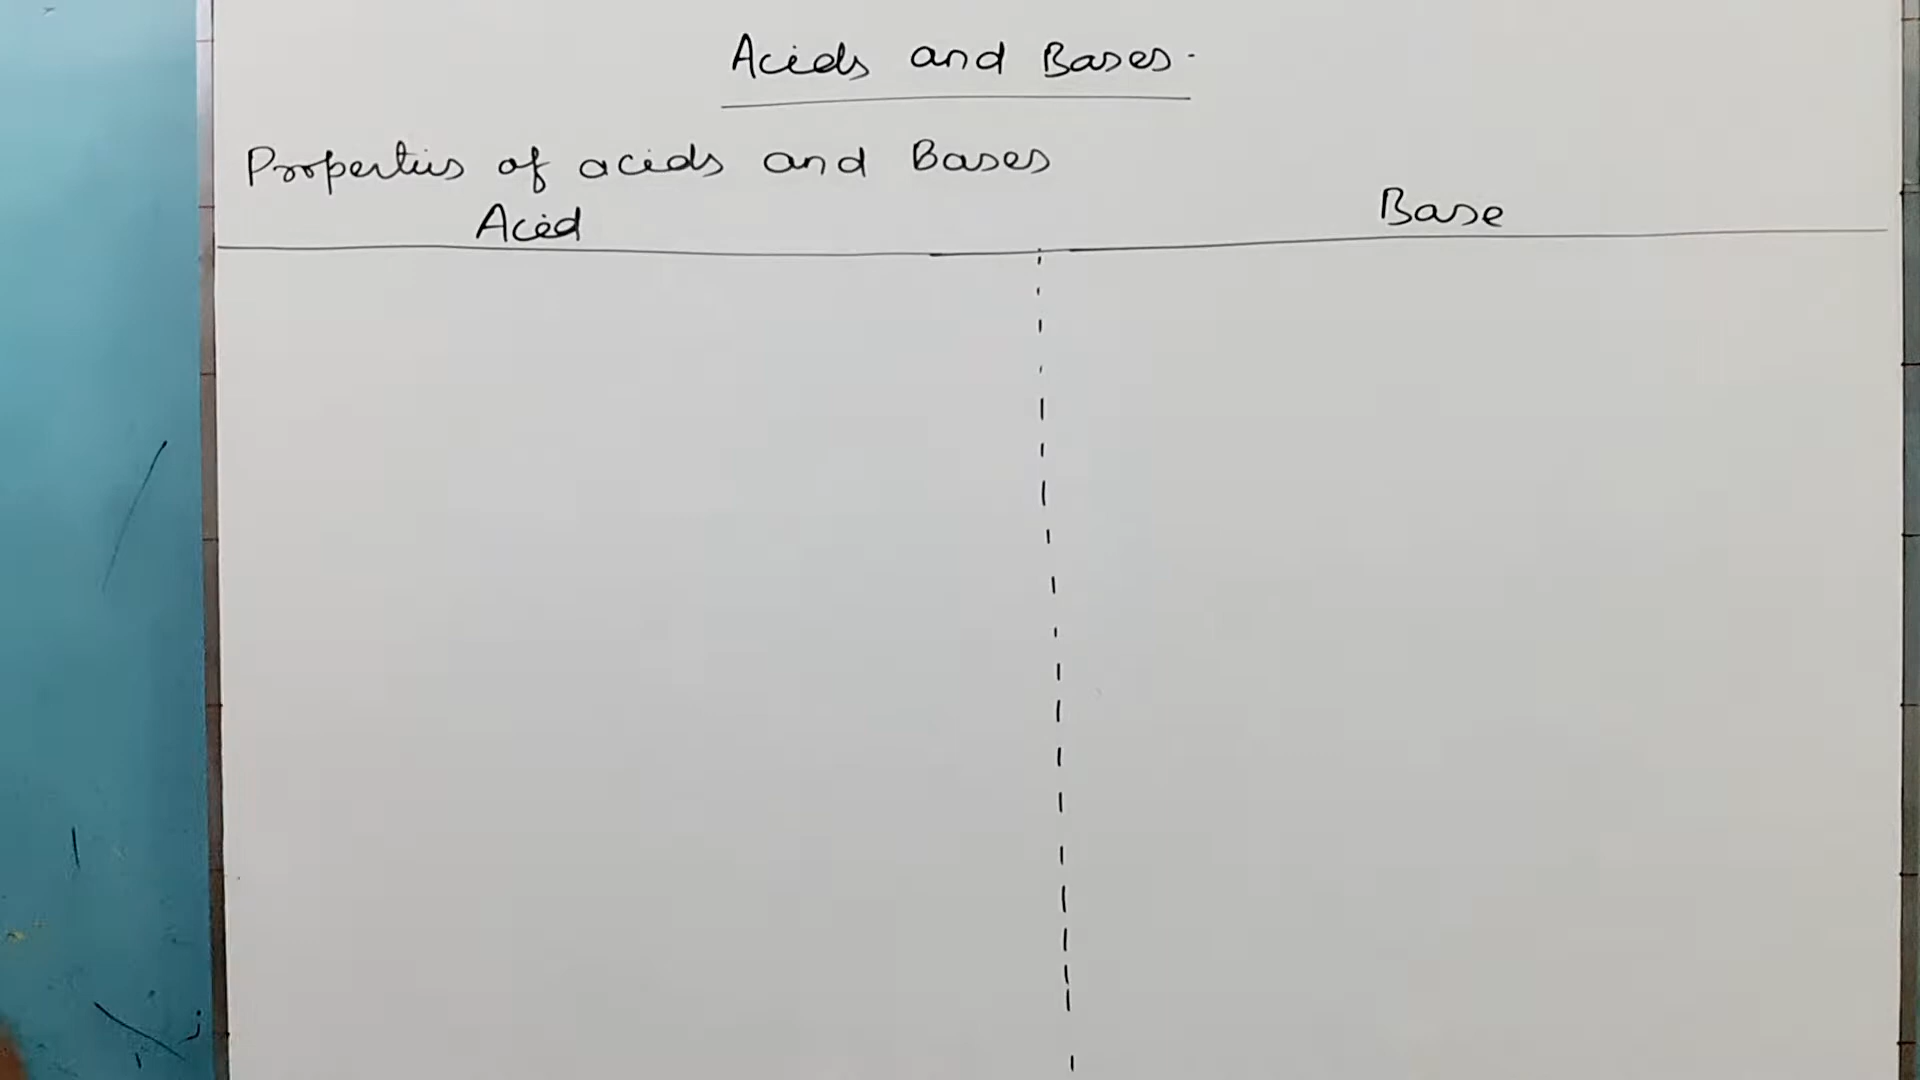 Acids and Bases.
Properties of acids and Bases
Acid Base